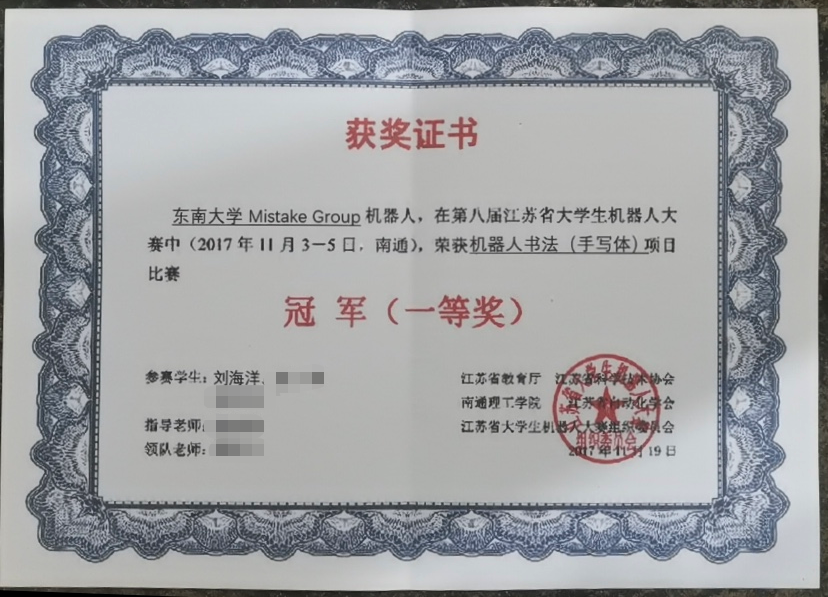 获奖证书
东南大学 Mistake Group 机器人，在第八届江苏省大学生机器人大
赛中（2017 年 11 月 3－5 日，南通），荣获机器人书法（手写体）项目
比赛
冠 军（一等奖）
参赛学生：刘海洋、
指导老师：
领队老师：
江苏省教育厅 江苏省科学技术协会
南通理工学院 江苏省自动化学会
江苏省大学生机器人大赛组织委员会
2017 年 11 月 19 日
组织委员会